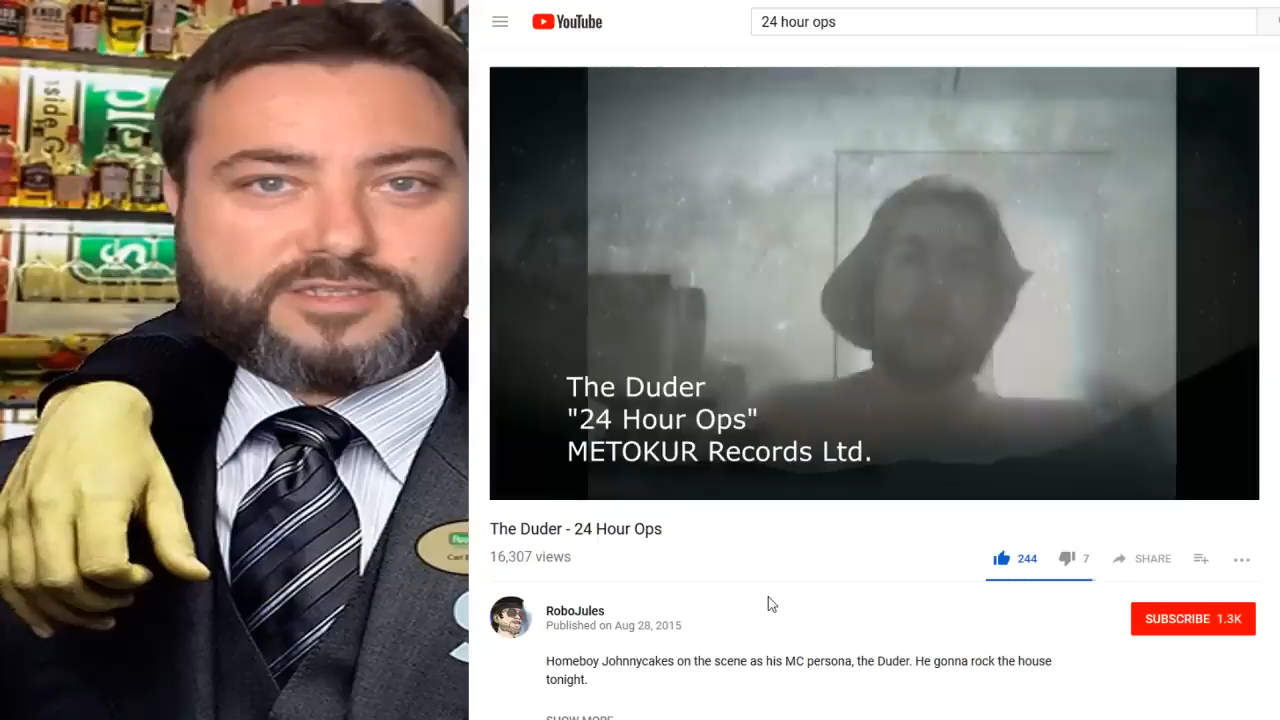 YouTube
24 hour ops
The Duder
"24 Hour Ops"
METOKUR Records Ltd.
The Duder - 24 Hour Ops
16,307 views
244
7
SHARE
RoboJules
Published on Aug 28, 2015
SUBSCRIBE 1.3K
Homeboy Johnnycakes on the scene as his MC persona, the Duder. He gonna rock the house
tonight.
SHOW MORE